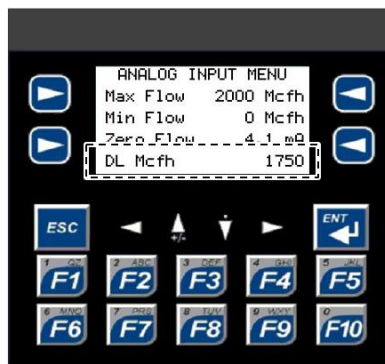 ANALOG INPUT MENU
Max Flow 2000 Mcfh
Min Flow 0 Mcfh
Zero Flow 4.1 mA
DL Mcfh 1750
ESC
+/-
.
ENT
1 QZ 2 ABC 3 DEF 4 GHI 5 JKL
F1 F2 F3 F4 F5
6 MNO 7 PRS 8 TUV 9 WXY 0
F6 F7 F8 F9 F10